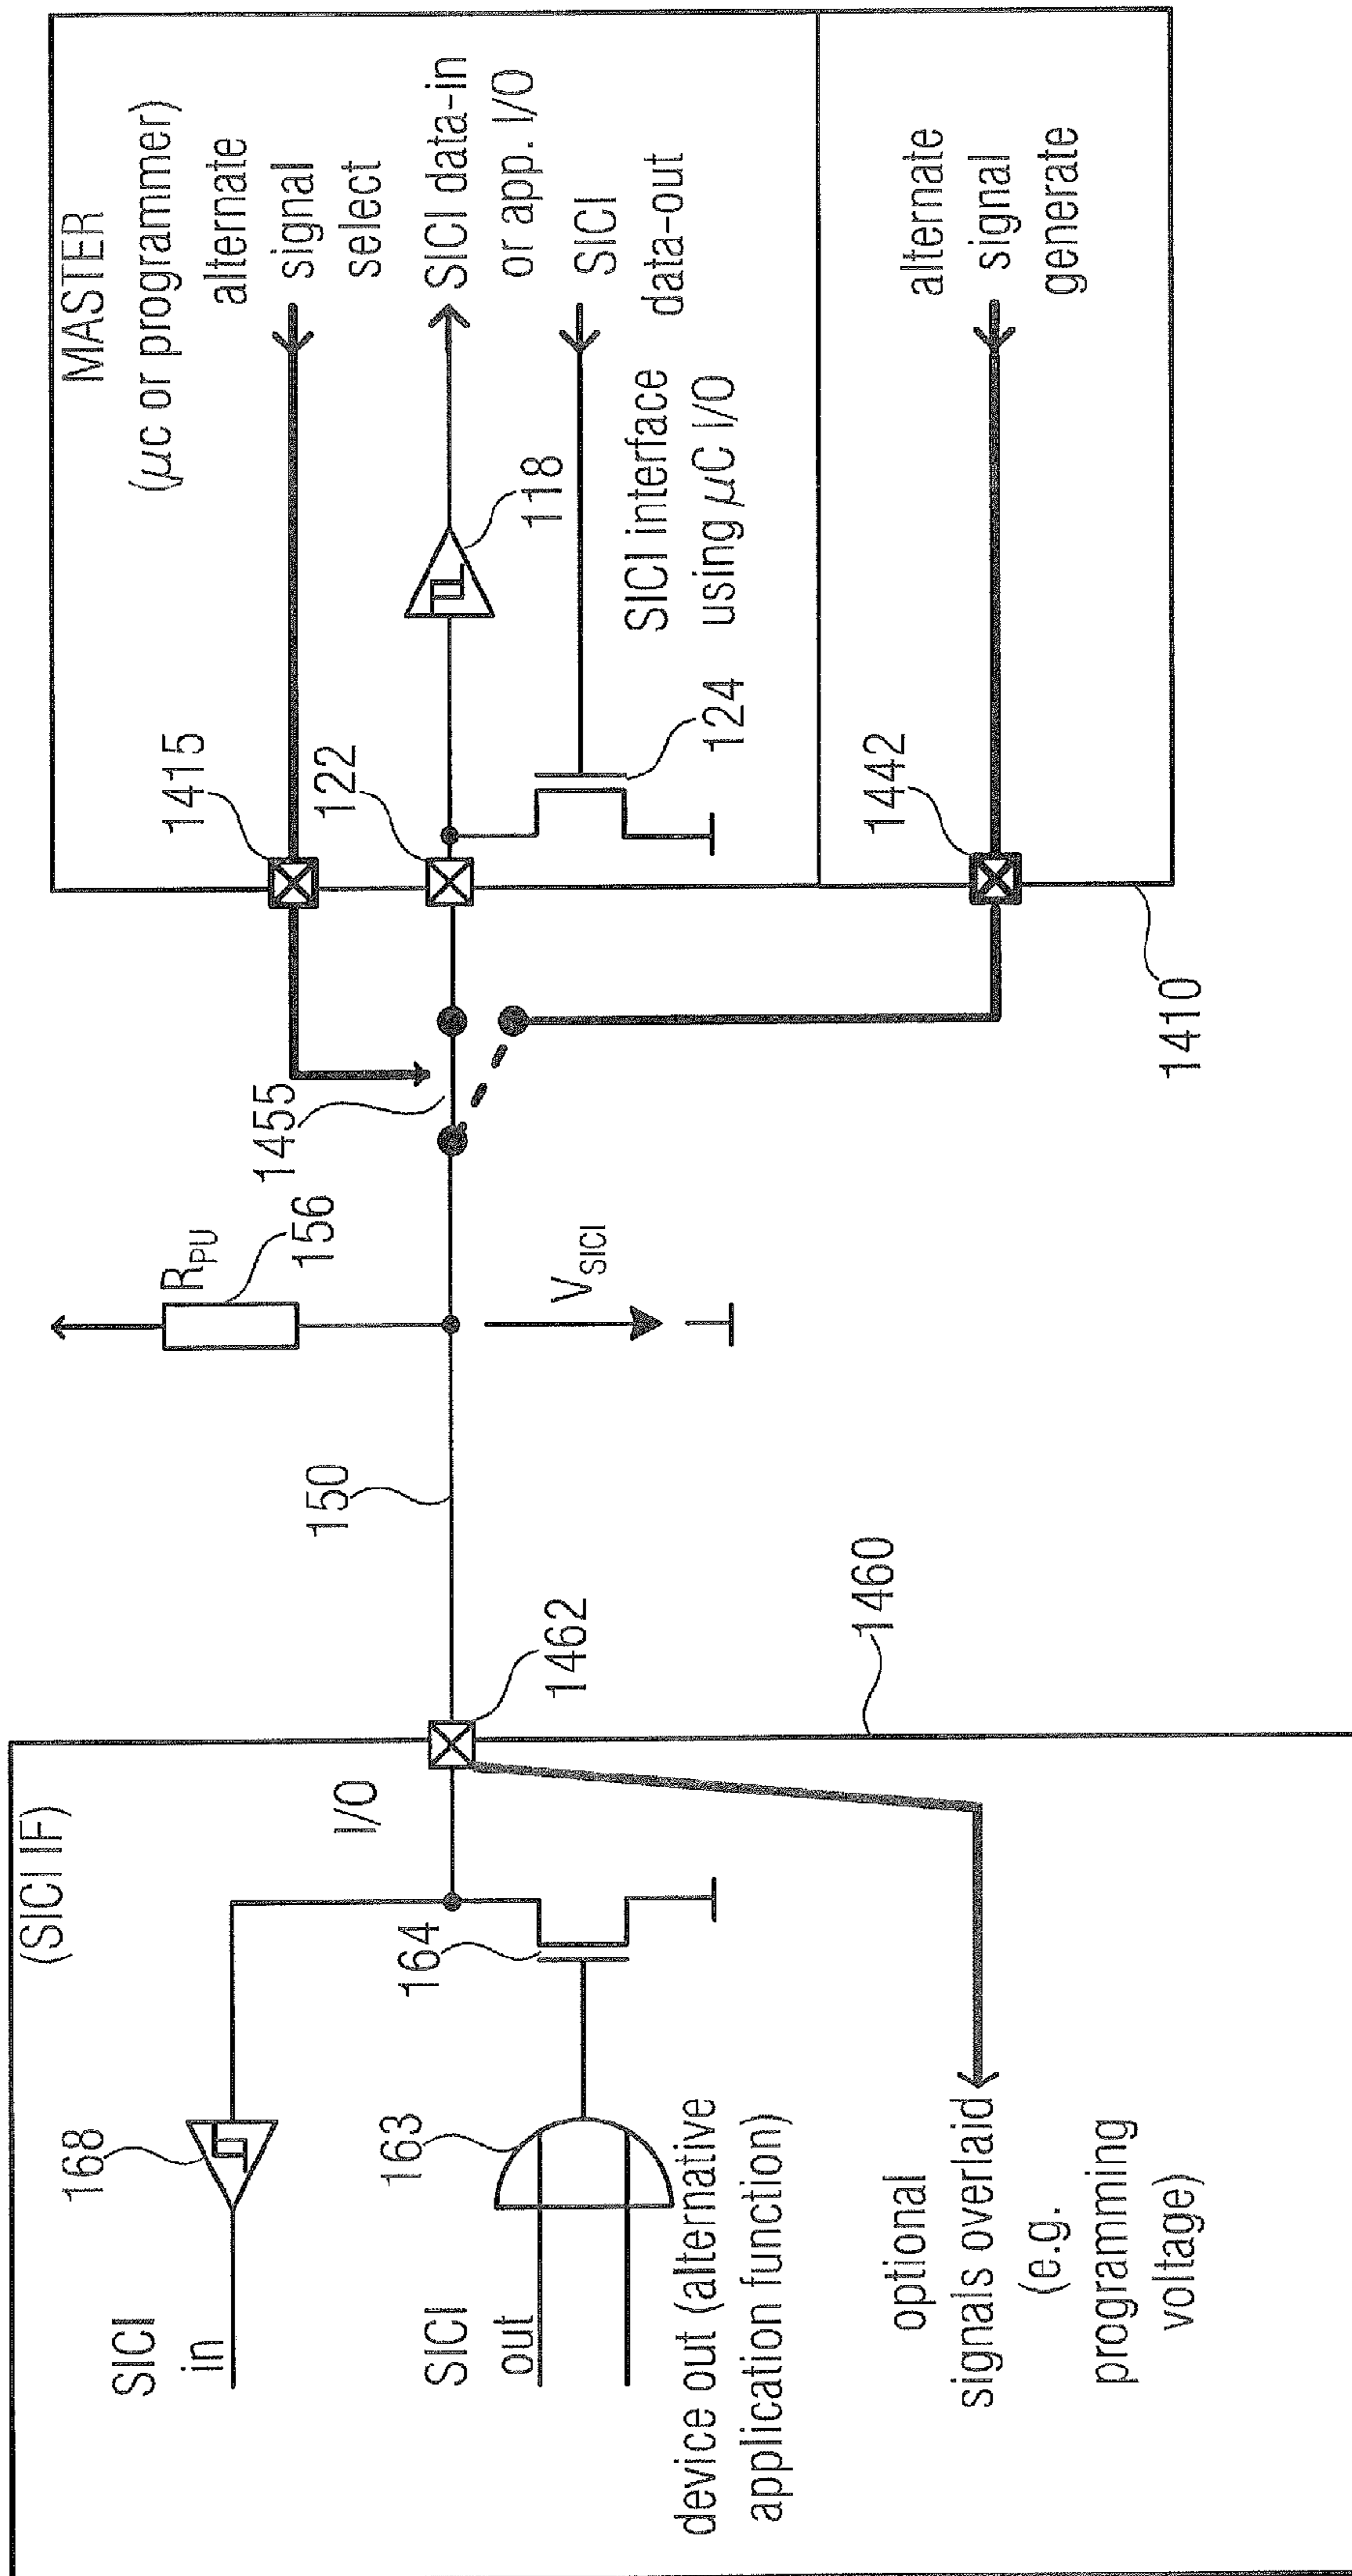 (SICI IF)
SICI
in
168
SICI
out
163
164
I/O
device out (alternative
application function)
optional
signals overlaid
(e.g.
programming
voltage)
1462
1460
150
RPU
156
VSICI
1455
1415
122
MASTER
(μc or programmer)
alternate
signal
select
SICI data-in
or app. I/O
118
SICI
data-out
SICI interface
using μC I/O
124
1442
alternate
signal
generate
1410